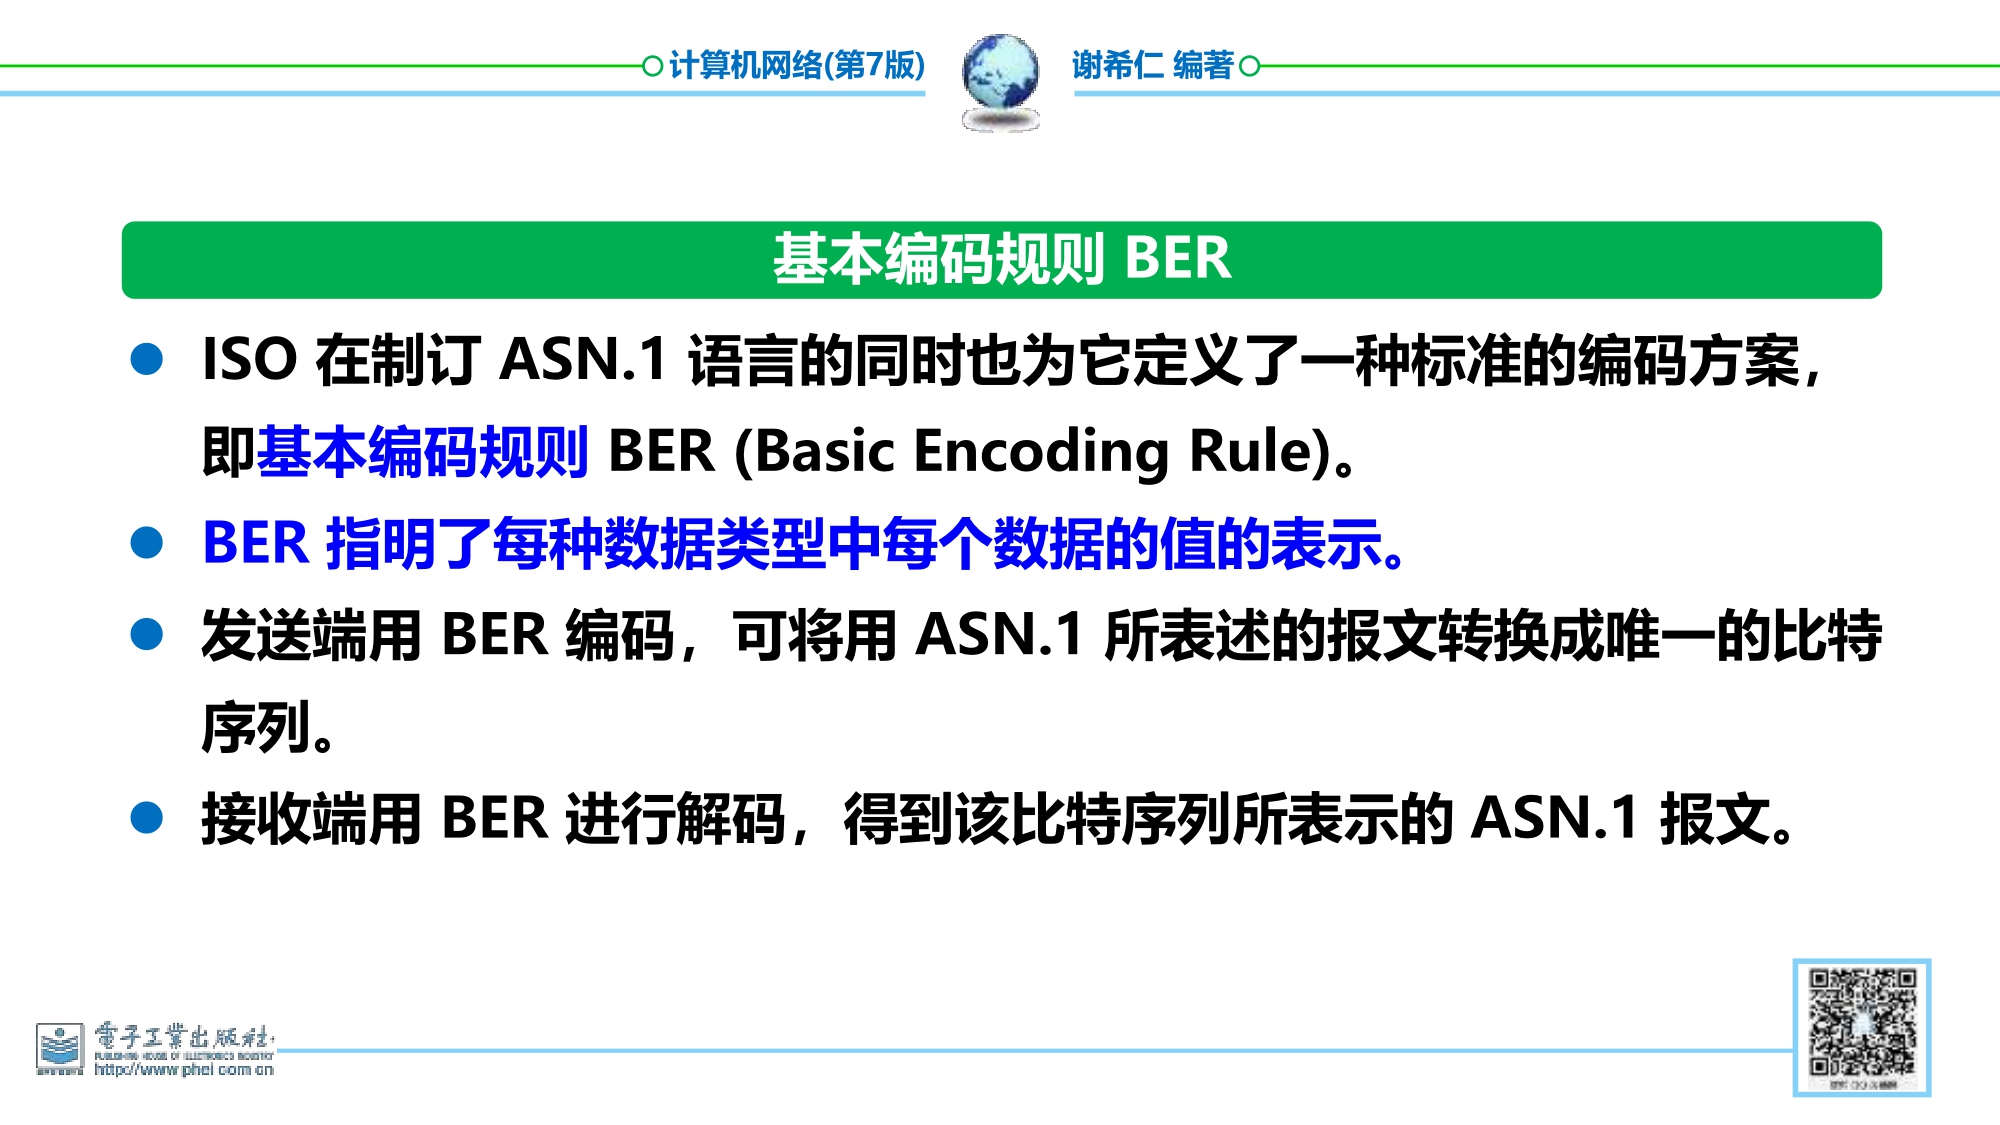 计算机网络(第7版) 谢希仁 编著
基本编码规则 BER
ISO 在制订 ASN.1 语言的同时也为它定义了一种标准的编码方案，
即基本编码规则 BER (Basic Encoding Rule)。
BER 指明了每种数据类型中每个数据的值的表示。
发送端用 BER 编码，可将用 ASN.1 所表述的报文转换成唯一的比特
序列。
接收端用 BER 进行解码，得到该比特序列所表示的 ASN.1 报文。
電子工業出版社
PUBLISHING HOUSE OF ELECTRONICS INDUSTRY
http://www.phei.com.cn